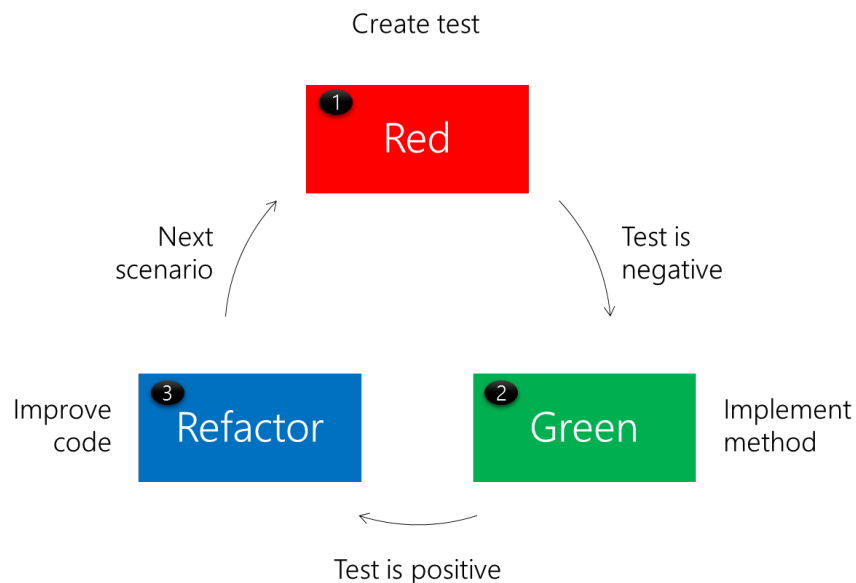 Create test
1
Red
Next
scenario
Test is
negative
3
Refactor
Improve
code
2
Green
Implement
method
Test is positive